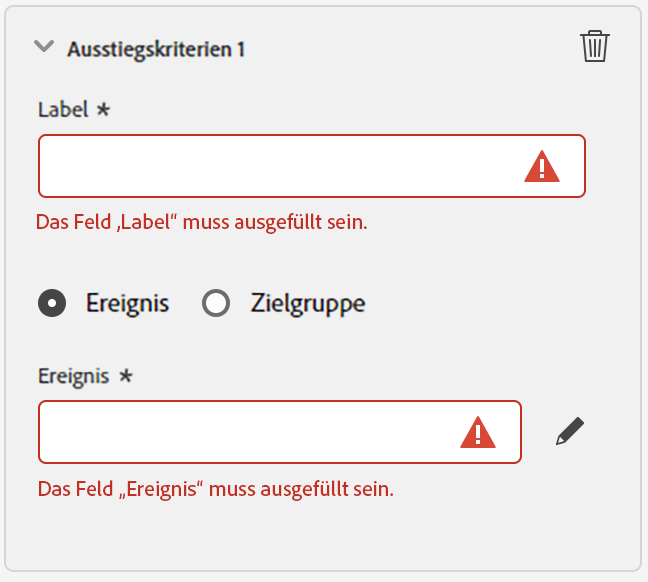 Ausstiegskriterien 1
Label *
Das Feld ‚Label“ muss ausgefüllt sein.
Ereignis Zielgruppe
Ereignis *
Das Feld „Ereignis“ muss ausgefüllt sein.